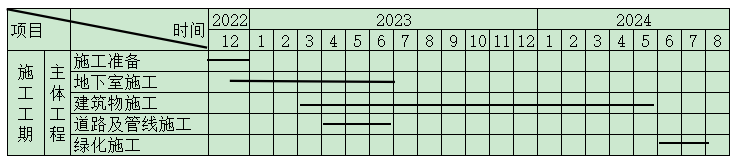 项目 时间 2022 2023 2024
12 1 2 3 4 5 6 7 8 9 10 11 12 1 2 3 4 5 6 7 8
施工工期 主体工程 施工准备
地下室施工
建筑物施工
道路及管线施工
绿化施工